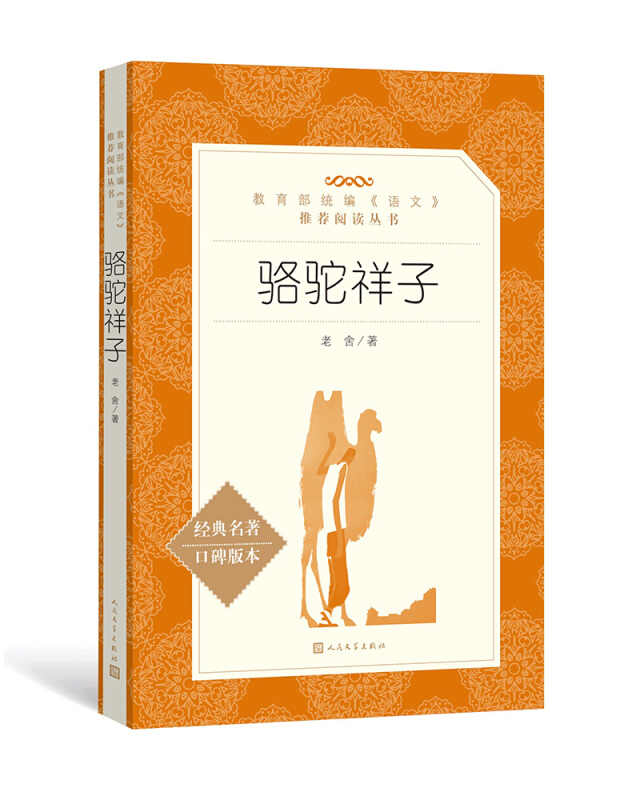 教育部统编《语文》
推荐阅读丛书
骆驼祥子
老舍/著
经典名著
口碑版本
人民文学出版社
教育部统编《语文》
推荐阅读丛书
骆驼祥子
老舍/著
人民文学出版社